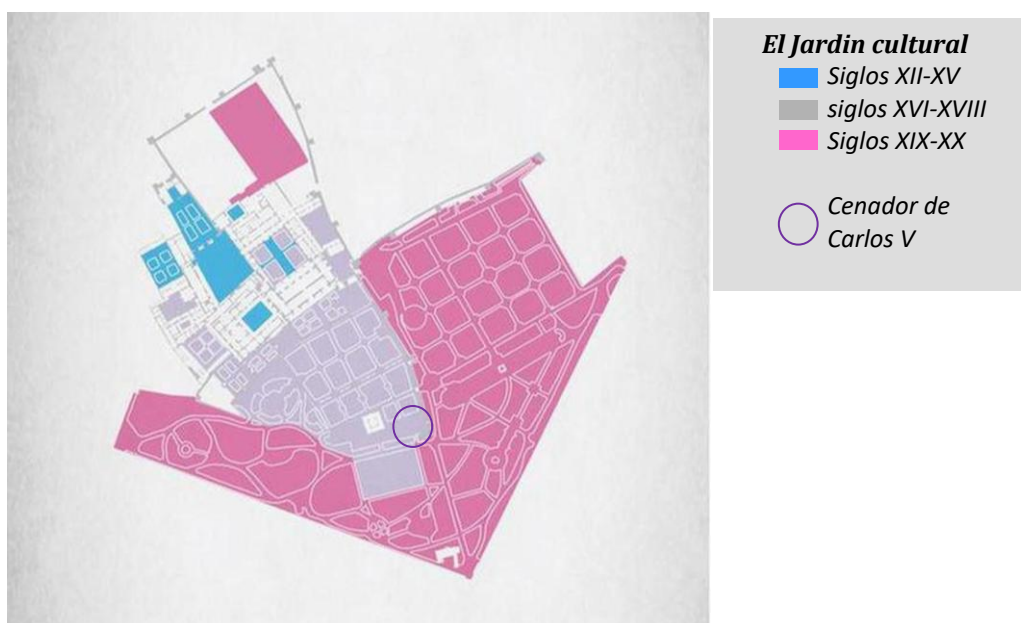 El Jardin cultural
Siglos XII-XV
siglos XVI-XVIII
Siglos XIX-XX
Cenador de
Carlos V